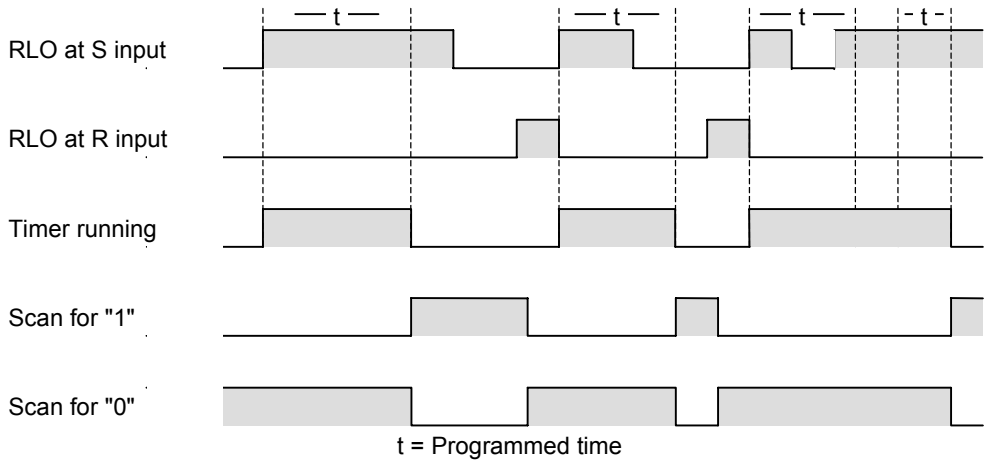 t t t t
RLO at S input
RLO at R input
Timer running
Scan for "1"
Scan for "0"
t = Programmed time